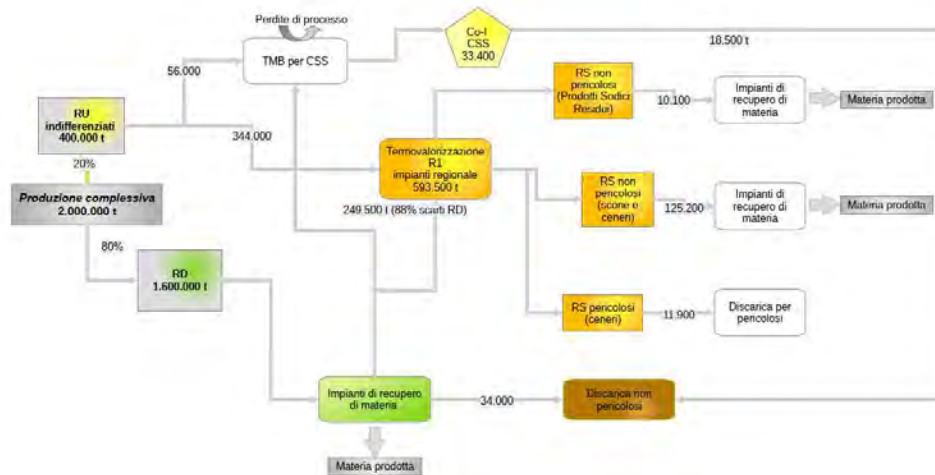 Perdite di processo
Co-I
CSS
33.400
18.500 t
TMB per CSS
56.000
RS non
pericolosi
(Prodotti Sodici
Residui)
10.100
Impianti di
recupero di
materia
Materia prodotta
RU
indifferenziati
400.000 t
344.000
Termovalorizzazione
R1
impianti regionale
593.500 t
20%
Produzione complessiva
2.000.000 t
249.500 t (88% scarti RD)
RS non
pericolosi
(scorie e
ceneri)
125.200
Impianti di
recupero di
materia
Materia prodotta
80%
RD
1.600.000 t
RS pericolosi
(ceneri)
11.900
Discarica per
pericolosi
Impianti di recupero
di materia
34.000
Discarica non
pericolosi
Materia prodotta